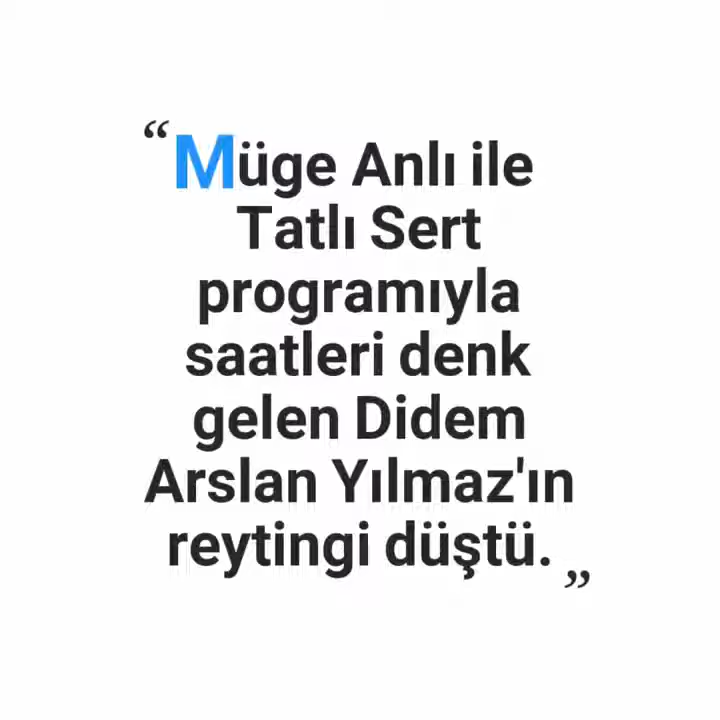 “Müge Anlı ile
Tatlı Sert
programıyla
saatleri denk
gelen Didem
Arslan Yılmaz'ın
reytingi düştü.”